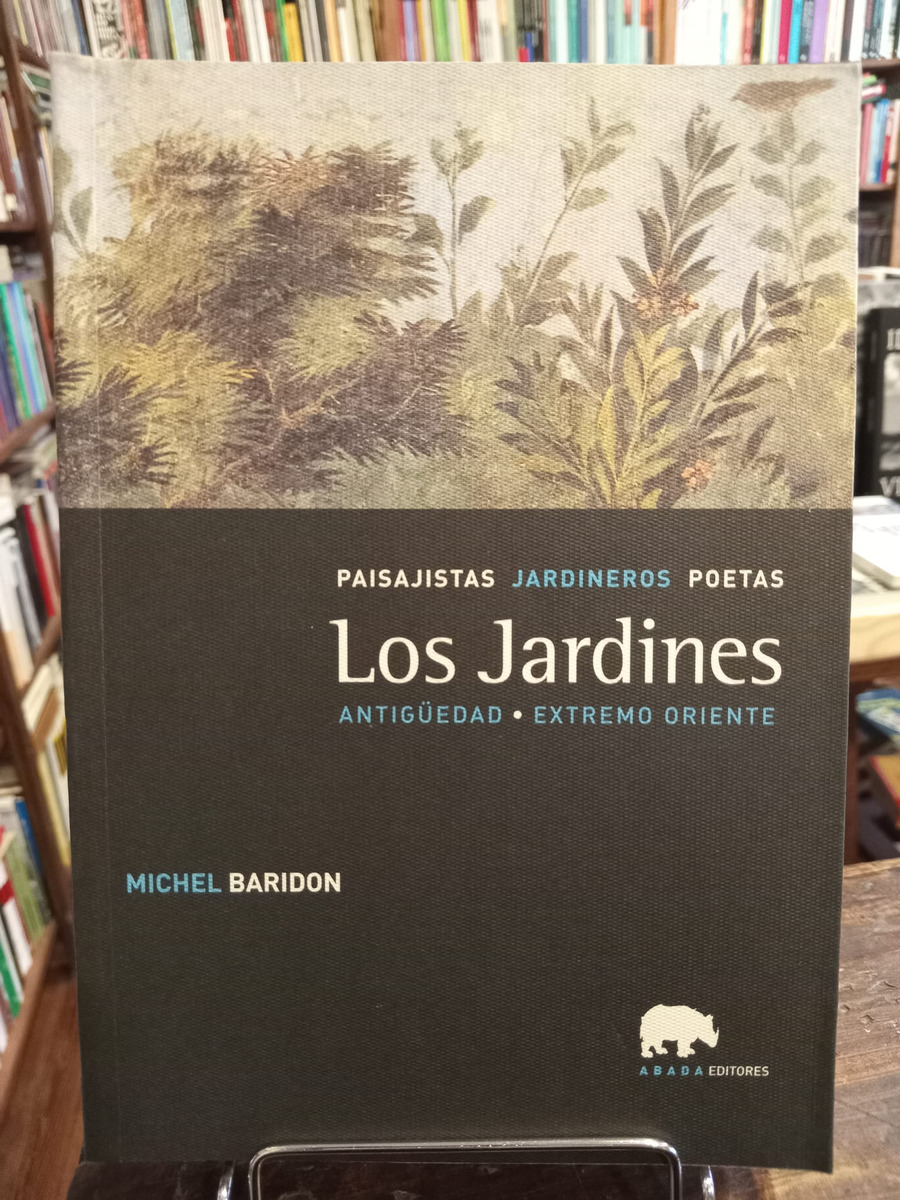 PAISAJISTAS JARDINEROS POETAS
Los Jardines
ANTIGÜEDAD • EXTREMO ORIENTE
MICHEL BARIDON
ABADA EDITORES